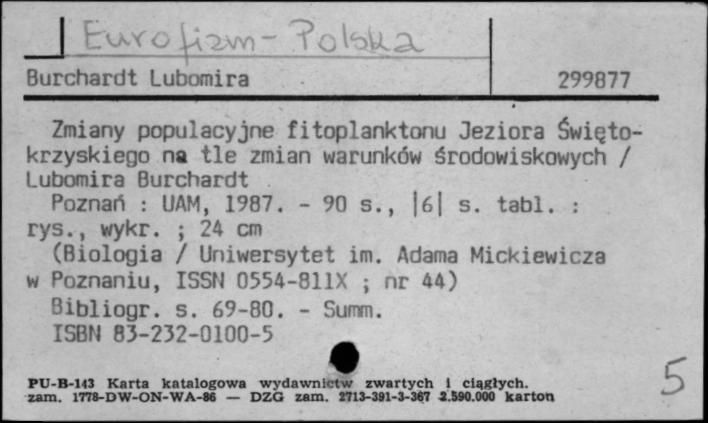 Eurofizm - Polska
Burchardt Lubomira 299877
Zmiany populacyjne fitoplanktonu Jeziora Święto-
krzyskiego na tle zmian warunków środowiskowych /
Lubomira Burchardt
Poznań : UAM, 1987. - 90 s., |6| s. tabl. :
rys., wykr. ; 24 cm
(Biologia / Uniwersytet im. Adama Mickiewicza
w Poznaniu, ISSN 0554-811X ; nr 44)
Bibliogr. s. 69-80. - Summ.
ISBN 83-232-0100-5
PU-B-143 Karta katalogowa wydawnictw zwartych i ciągłych.
zam. 1778-DW-ON-WA-86 — DZG zam. 2713-391-3-367 2.590.000 karton
5